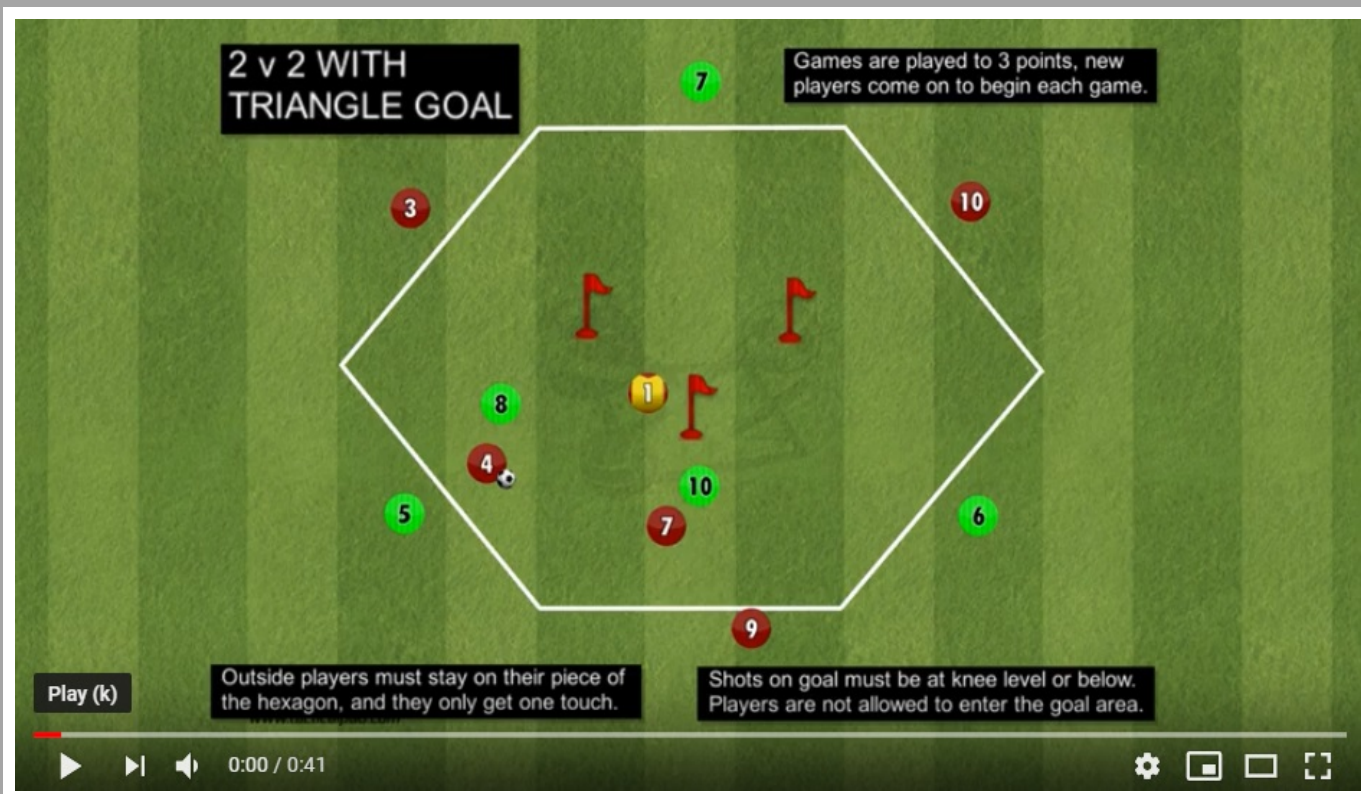 2 v 2 WITH
TRIANGLE GOAL
Games are played to 3 points, new
players come on to begin each game.
7
3
10
1
8
4
10
5
7
6
9
Outside players must stay on their piece of
the hexagon, and they only get one touch.
Shots on goal must be at knee level or below.
Players are not allowed to enter the goal area.
Play (k)
0:00 / 0:41